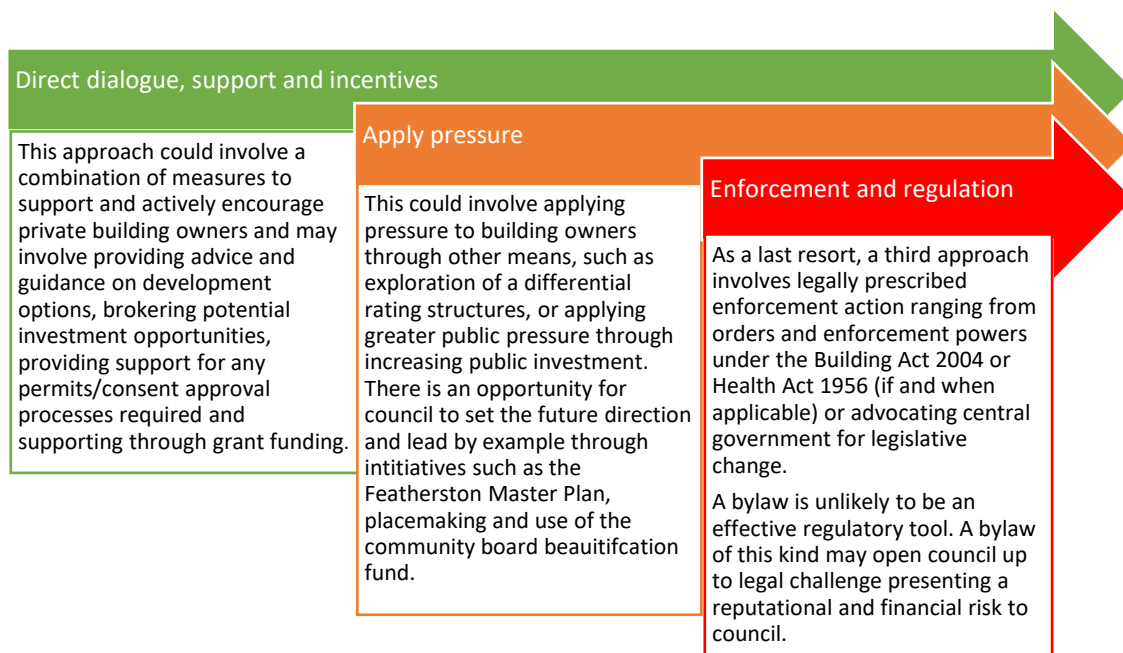 Direct dialogue, support and incentives
This approach could involve a
combination of measures to
support and actively encourage
private building owners and may
involve providing advice and
guidance on development
options, brokering potential
investment opportunities,
providing support for any
permits/consent approval
processes required and
supporting through grant funding.
Apply pressure
This could involve applying
pressure to building owners
through other means, such as
exploration of a differential
rating structures, or applying
greater public pressure through
increasing public investment.
There is an opportunity for
council to set the future direction
and lead by example through
intitiatives such as the
Featherston Master Plan,
placemaking and use of the
community board beauitifcation
fund.
Enforcement and regulation
As a last resort, a third approach
involves legally prescribed
enforcement action ranging from
orders and enforcement powers
under the Building Act 2004 or
Health Act 1956 (if and when
applicable) or advocating central
government for legislative
change.
A bylaw is unlikely to be an
effective regulatory tool. A bylaw
of this kind may open council up
to legal challenge presenting a
reputational and financial risk to
council.